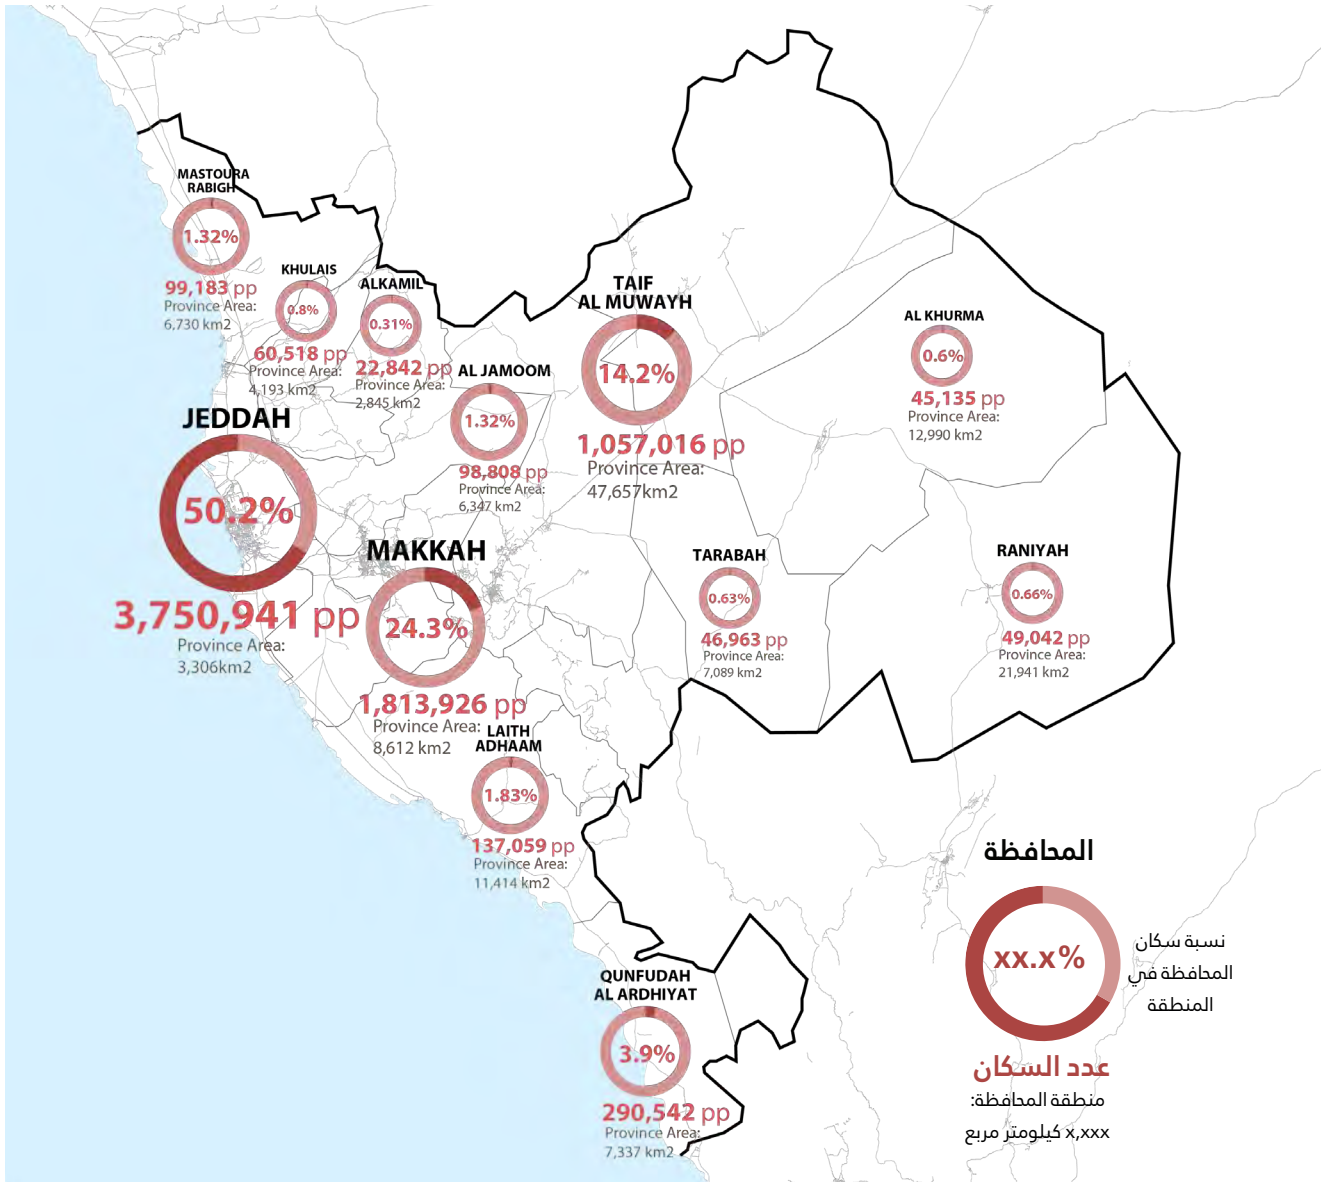 MASTOURA
RABIGH
1.32%
99,183 pp
Province Area:
6,730 km2
KHULAIS
0.8%
60,518 pp
Province Area:
4,193 km2
ALKAMIL
0.31%
22,842 pp
Province Area:
2,845 km2
AL JAMOOM
1.32%
98,808 pp
Province Area:
6,347 km2
TAIF
AL MUWAYH
14.2%
1,057,016 pp
Province Area:
47,657km2
AL KHURMA
0.6%
45,135 pp
Province Area:
12,990 km2
JEDDAH
50.2%
3,750,941 pp
Province Area:
3,306km2
MAKKAH
24.3%
1,813,926 pp
Province Area:
8,612 km2
TARABAH
0.63%
46,963 pp
Province Area:
7,089 km2
RANIYAH
0.66%
49,042 pp
Province Area:
21,941 km2
LAITH
ADHAAM
1.83%
137,059 pp
Province Area:
11,414 km2
QUNFUDAH
AL ARDHIYAT
3.9%
290,542 pp
Province Area:
7,337 km2
المحافظة
xx.x%
نسبة سكان
المحافظة في
المنطقة
عدد السكان
منطقة المحافظة:
x,xxx كيلومتر مربع